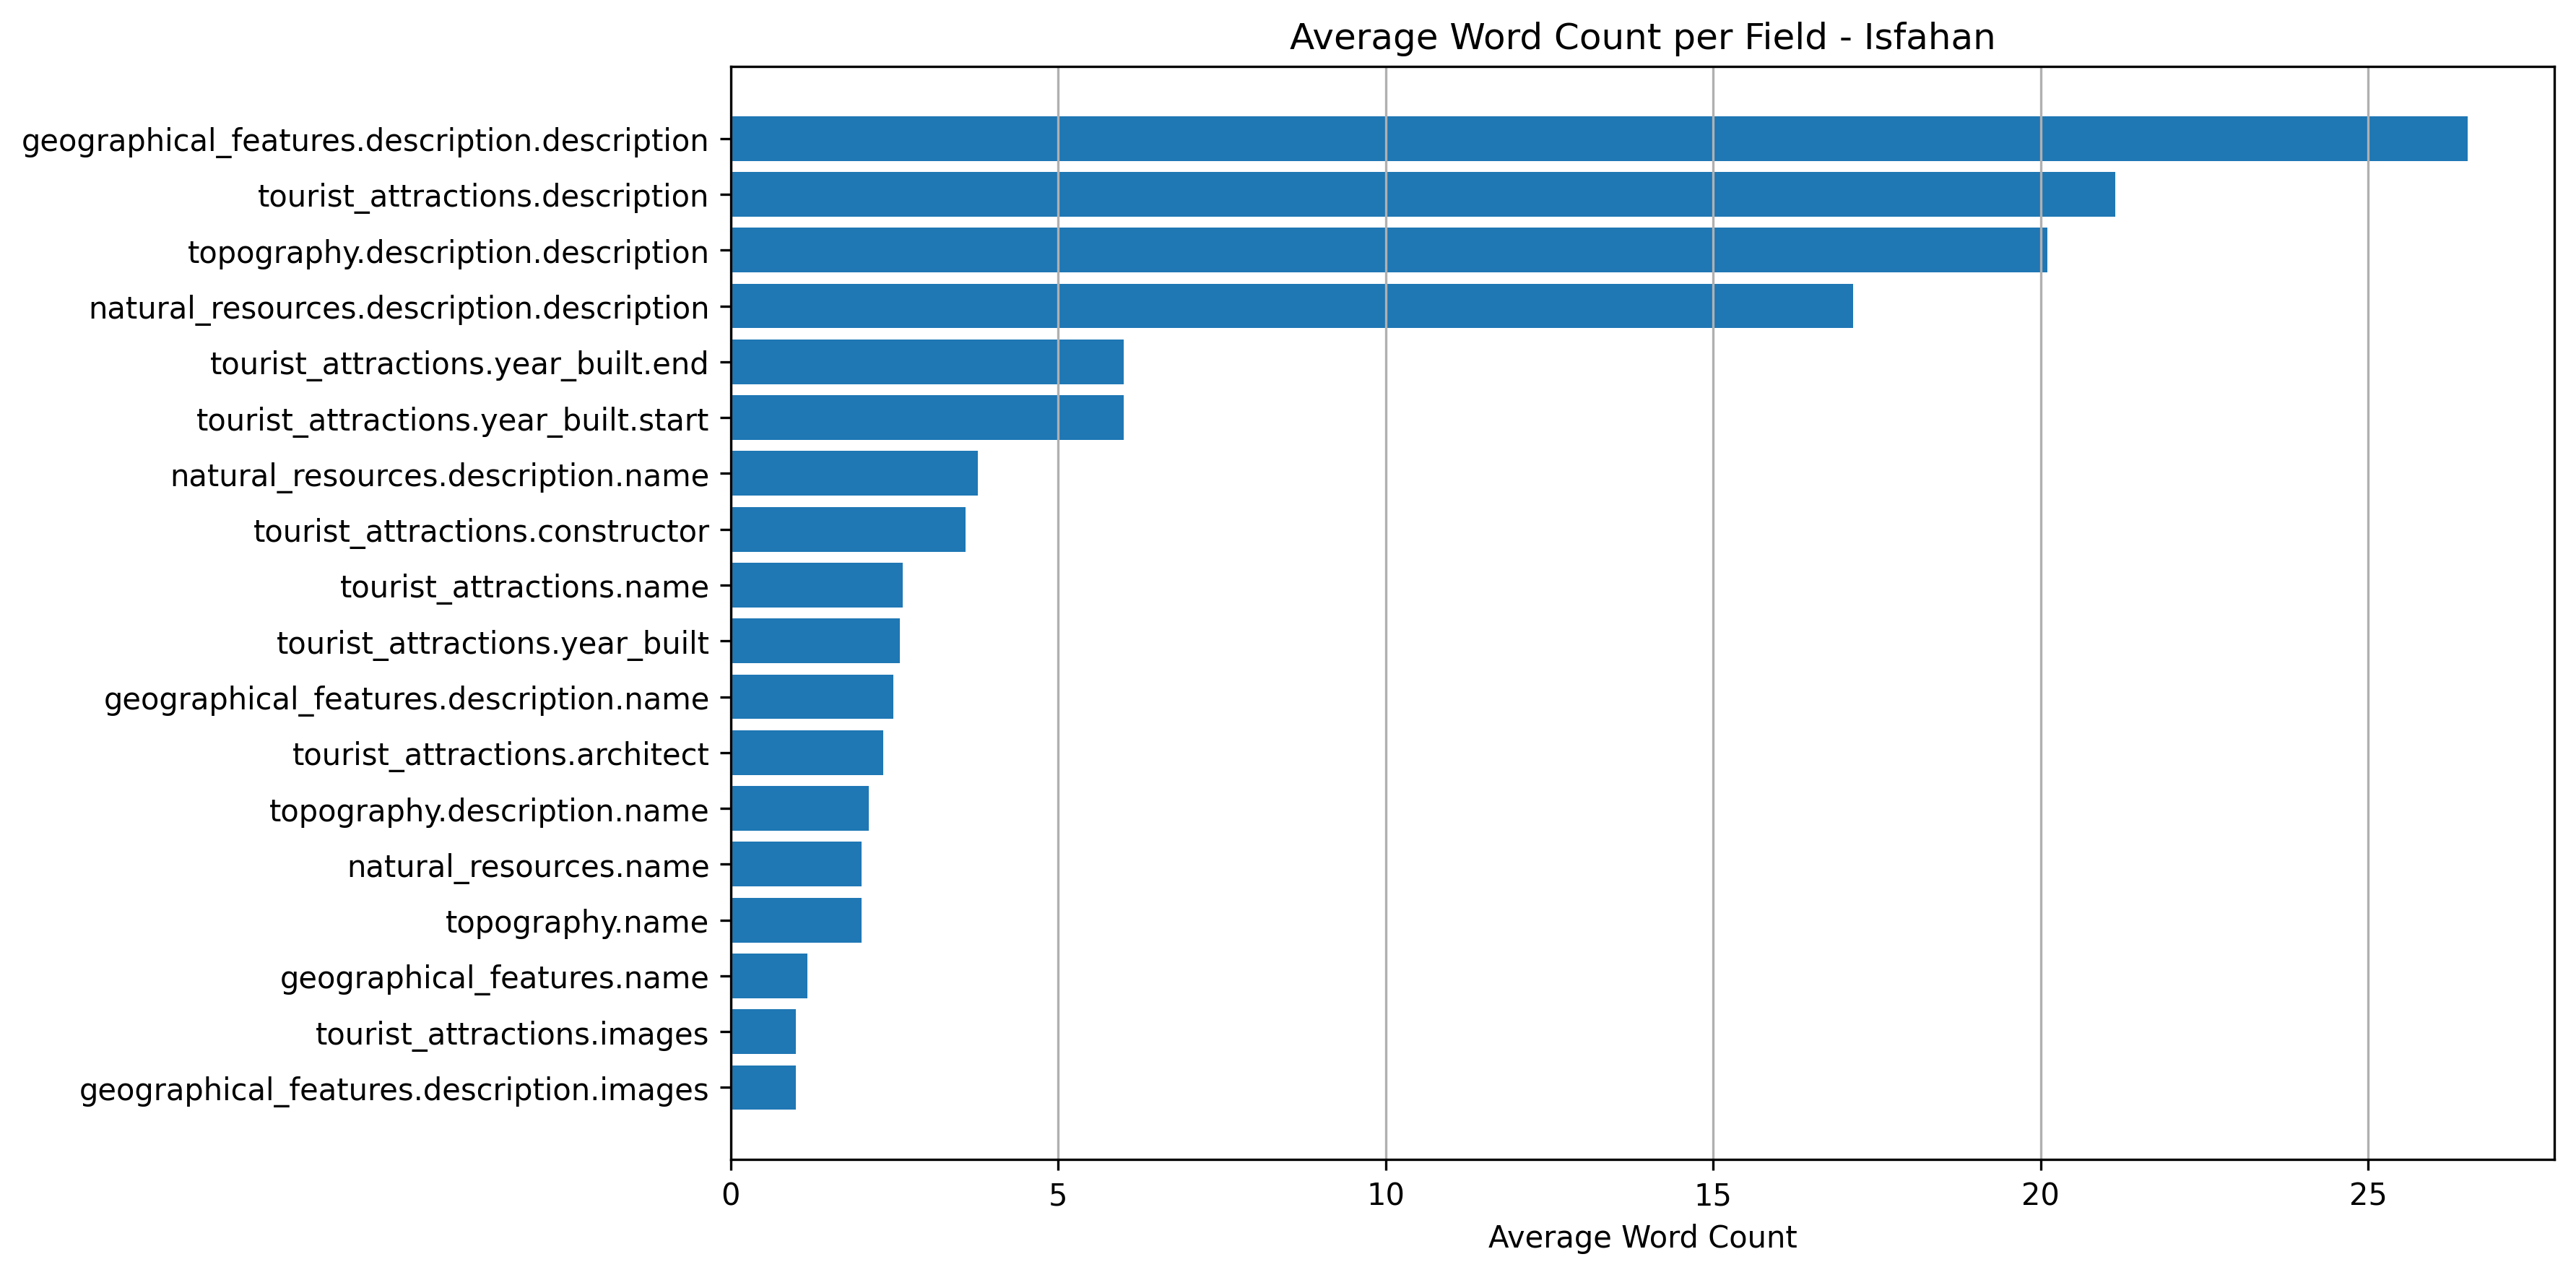 Average Word Count per Field - Isfahan
geographical_features.description.description
tourist_attractions.description
topography.description.description
natural_resources.description.description
tourist_attractions.year_built.end
tourist_attractions.year_built.start
natural_resources.description.name
tourist_attractions.constructor
tourist_attractions.name
tourist_attractions.year_built
geographical_features.description.name
tourist_attractions.architect
topography.description.name
natural_resources.name
topography.name
geographical_features.name
tourist_attractions.images
geographical_features.description.images
0 5 10 15 20 25
Average Word Count